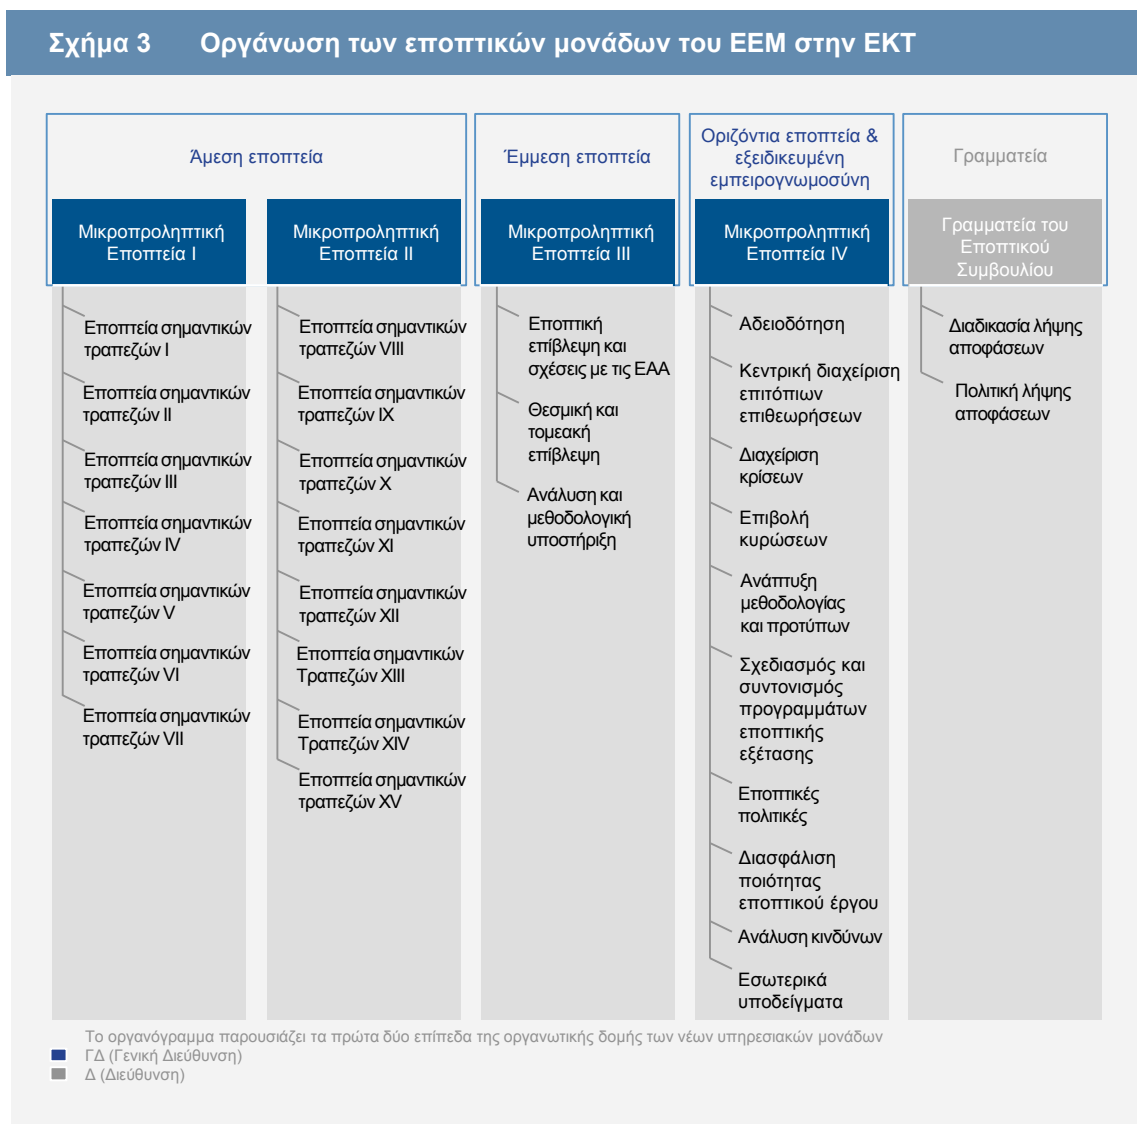 Σχήμα 3 Οργάνωση των εποπτικών μονάδων του ΕΕΜ στην ΕΚΤ
Άμεση εποπτεία
Μικροπροληπτική
Εποπτεία I
Εποπτεία σημαντικών
τραπεζών I
Εποπτεία σημαντικών
τραπεζών II
Εποπτεία σημαντικών
τραπεζών III
Εποπτεία σημαντικών
τραπεζών IV
Εποπτεία σημαντικών
τραπεζών V
Εποπτεία σημαντικών
τραπεζών VI
Εποπτεία σημαντικών
τραπεζών VII
Μικροπροληπτική
Εποπτεία II
Εποπτεία σημαντικών
τραπεζών VIII
Εποπτεία σημαντικών
τραπεζών IX
Εποπτεία σημαντικών
τραπεζών X
Εποπτεία σημαντικών
τραπεζών XI
Εποπτεία σημαντικών
τραπεζών XII
Εποπτεία σημαντικών
Τραπεζών XIII
Εποπτεία σημαντικών
Τραπεζών XIV
Εποπτεία σημαντικών
τραπεζών XV
Έμμεση εποπτεία
Μικροπροληπτική
Εποπτεία III
Εποπτική
επίβλεψη και
σχέσεις με τις ΕΑΑ
Θεσμική και
τομεακή
επίβλεψη
Ανάλυση και
μεθοδολογική
υποστήριξη
Οριζόντια εποπτεία &
εξειδικευμένη
εμπειρογνωμοσύνη
Μικροπροληπτική
Εποπτεία IV
Αδειοδότηση
Κεντρική διαχείριση
επιτόπιων
επιθεωρήσεων
Διαχείριση
κρίσεων
Επιβολή
κυρώσεων
Ανάπτυξη
μεθοδολογίας
και προτύπων
Σχεδιασμός και
συντονισμός
προγραμμάτων
εποπτικής
εξέτασης
Εποπτικές
πολιτικές
Διασφάλιση
ποιότητας
εποπτικού έργου
Ανάλυση κινδύνων
Εσωτερικά
υποδείγματα
Γραμματεία
Γραμματεία του
Εποπτικού
Συμβουλίου
Διαδικασία λήψης
αποφάσεων
Πολιτική λήψης
αποφάσεων
Το οργανόγραμμα παρουσιάζει τα πρώτα δύο επίπεδα της οργανωτικής δομής των νέων υπηρεσιακών μονάδων
ΓΔ (Γενική Διεύθυνση)
Δ (Διεύθυνση)